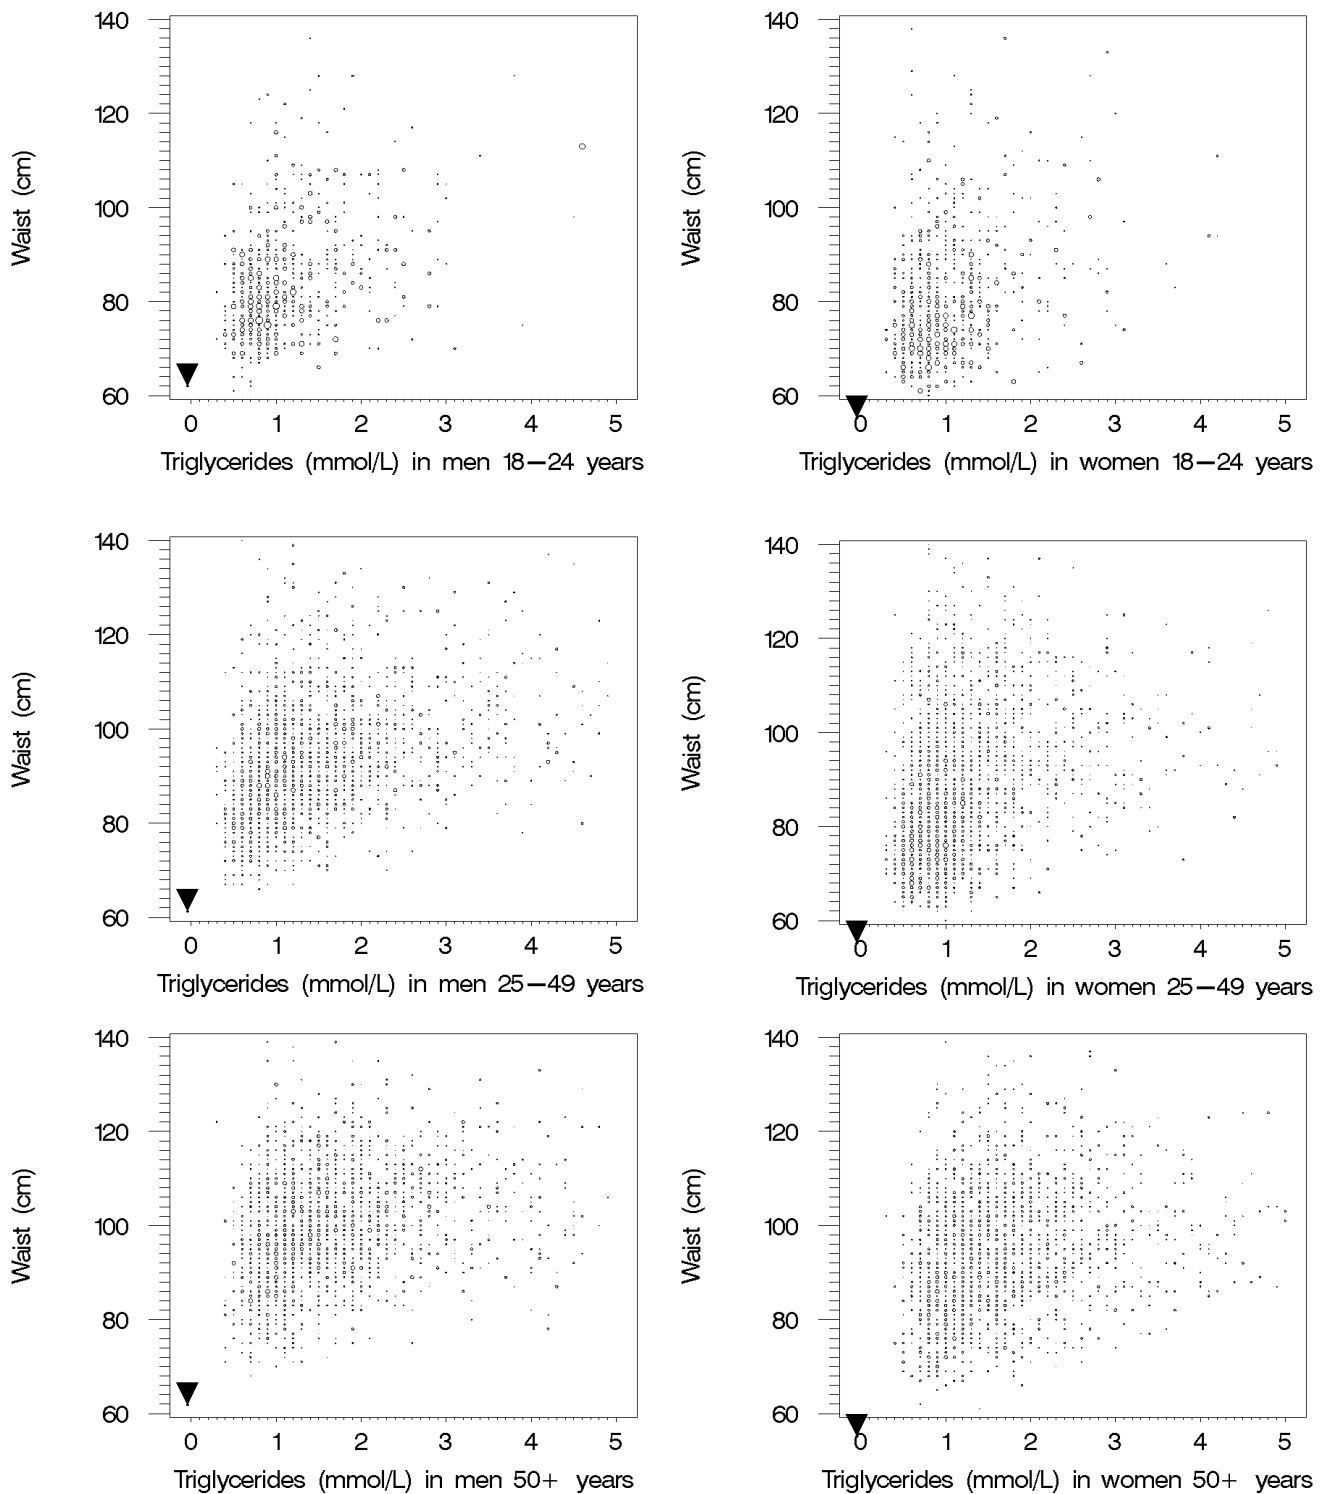 140 140
120 120
Waist (cm) Waist (cm)
100 100
80 80
60 60
0 1 2 3 4 5 0 1 2 3 4 5
Triglycerides (mmol/L) in men 18—24 years Triglycerides (mmol/L) in women 18—24 years
140 140
120 120
Waist (cm) Waist (cm)
100 100
80 80
60 60
0 1 2 3 4 5 0 1 2 3 4 5
Triglycerides (mmol/L) in men 25—49 years Triglycerides (mmol/L) in women 25—49 years
140 140
120 120
Waist (cm) Waist (cm)
100 100
80 80
60 60
0 1 2 3 4 5 0 1 2 3 4 5
Triglycerides (mmol/L) in men 50+ years Triglycerides (mmol/L) in women 50+ years